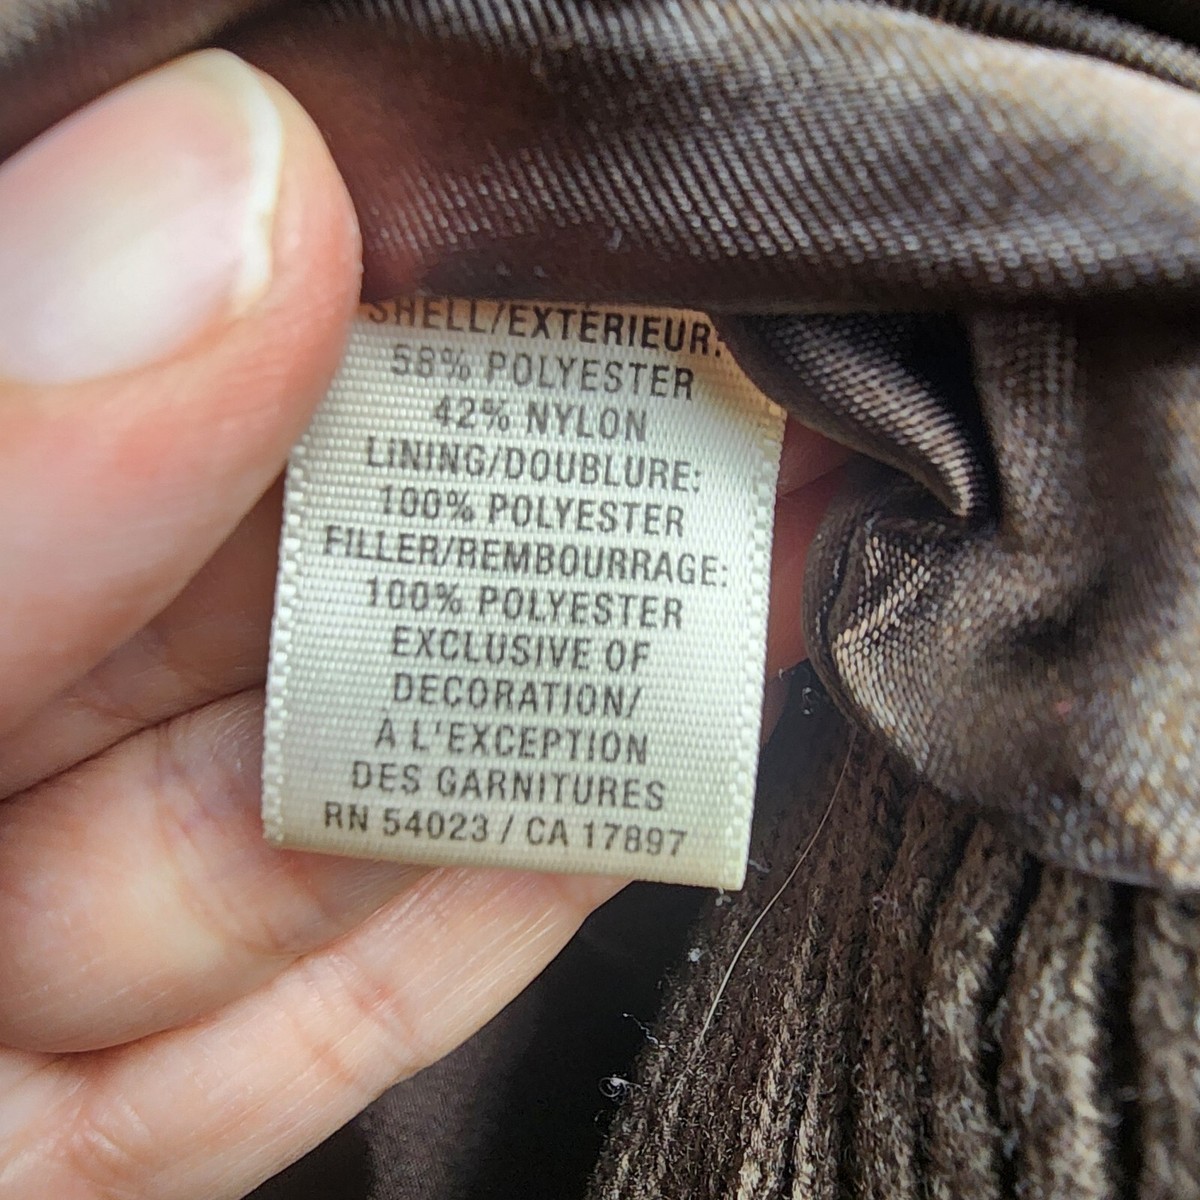 SHELL/EXTÉRIEUR:
58% POLYESTER
42% NYLON
LINING/DOUBLURE:
100% POLYESTER
FILLER/REMBOURRAGE:
100% POLYESTER
EXCLUSIVE OF
DECORATION/
À L'EXCEPTION
DES GARNITURES
RN 54023 / CA 17897